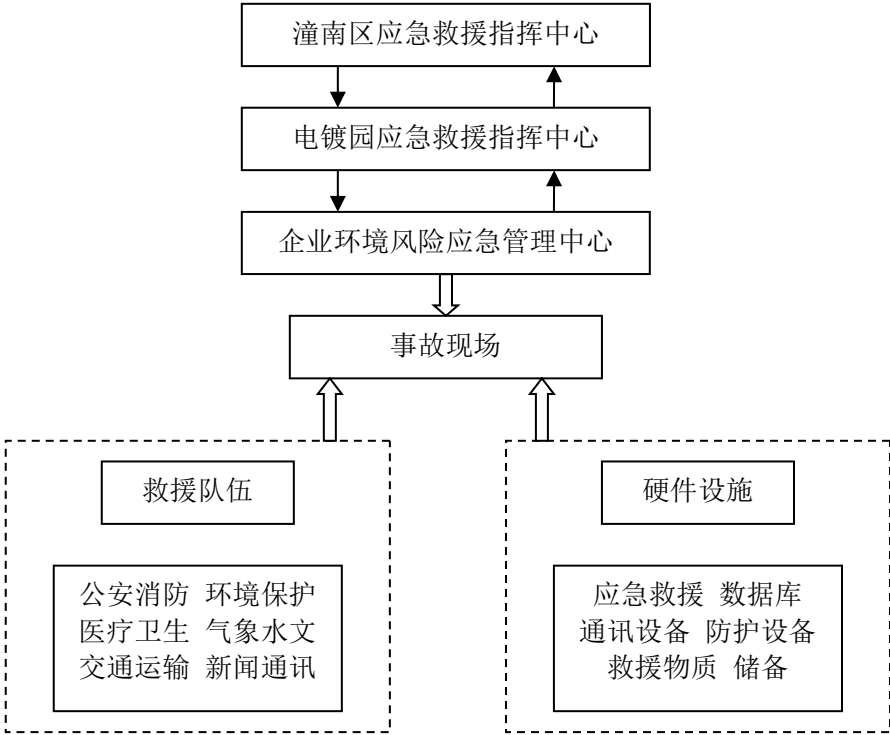 潼南区应急救援指挥中心
电镀园应急救援指挥中心
企业环境风险应急管理中心
事故现场
救援队伍
公安消防 环境保护
医疗卫生 气象水文
交通运输 新闻通讯
硬件设施
应急救援 数据库
通讯设备 防护设备
救援物质 储备